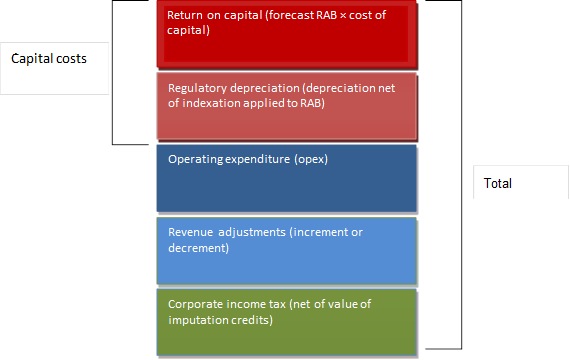 Return on capital (forecast RAB × cost of
capital)
Capital costs
Regulatory depreciation (depreciation net
of indexation applied to RAB)
Operating expenditure (opex)
Total
Revenue adjustments (increment or
decrement)
Corporate income tax (net of value of
imputation credits)